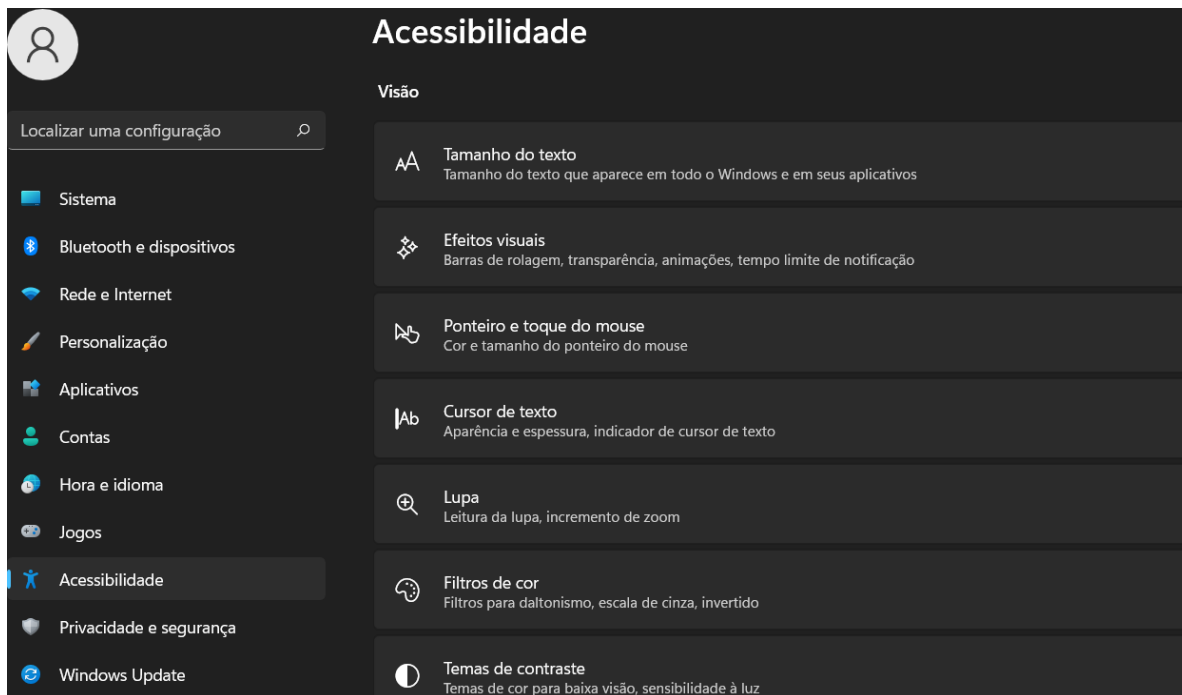 Acessibilidade
Localizar uma configuração
Sistema
Bluetooth e dispositivos
Rede e Internet
Personalização
Aplicativos
Contas
Hora e idioma
Jogos
Acessibilidade
Privacidade e segurança
Windows Update
Visão
Tamanho do texto
Tamanho do texto que aparece em todo o Windows e em seus aplicativos
Efeitos visuais
Barras de rolagem, transparência, animações, tempo limite de notificação
Ponteiro e toque do mouse
Cor e tamanho do ponteiro do mouse
Ab
Cursor de texto
Aparência e espessura, indicador de cursor de texto
Lupa
Leitura da lupa, incremento de zoom
Filtros de cor
Filtros para daltonismo, escala de cinza, invertido
Temas de contraste
Temas de cor para baixa visão, sensibilidade à luz